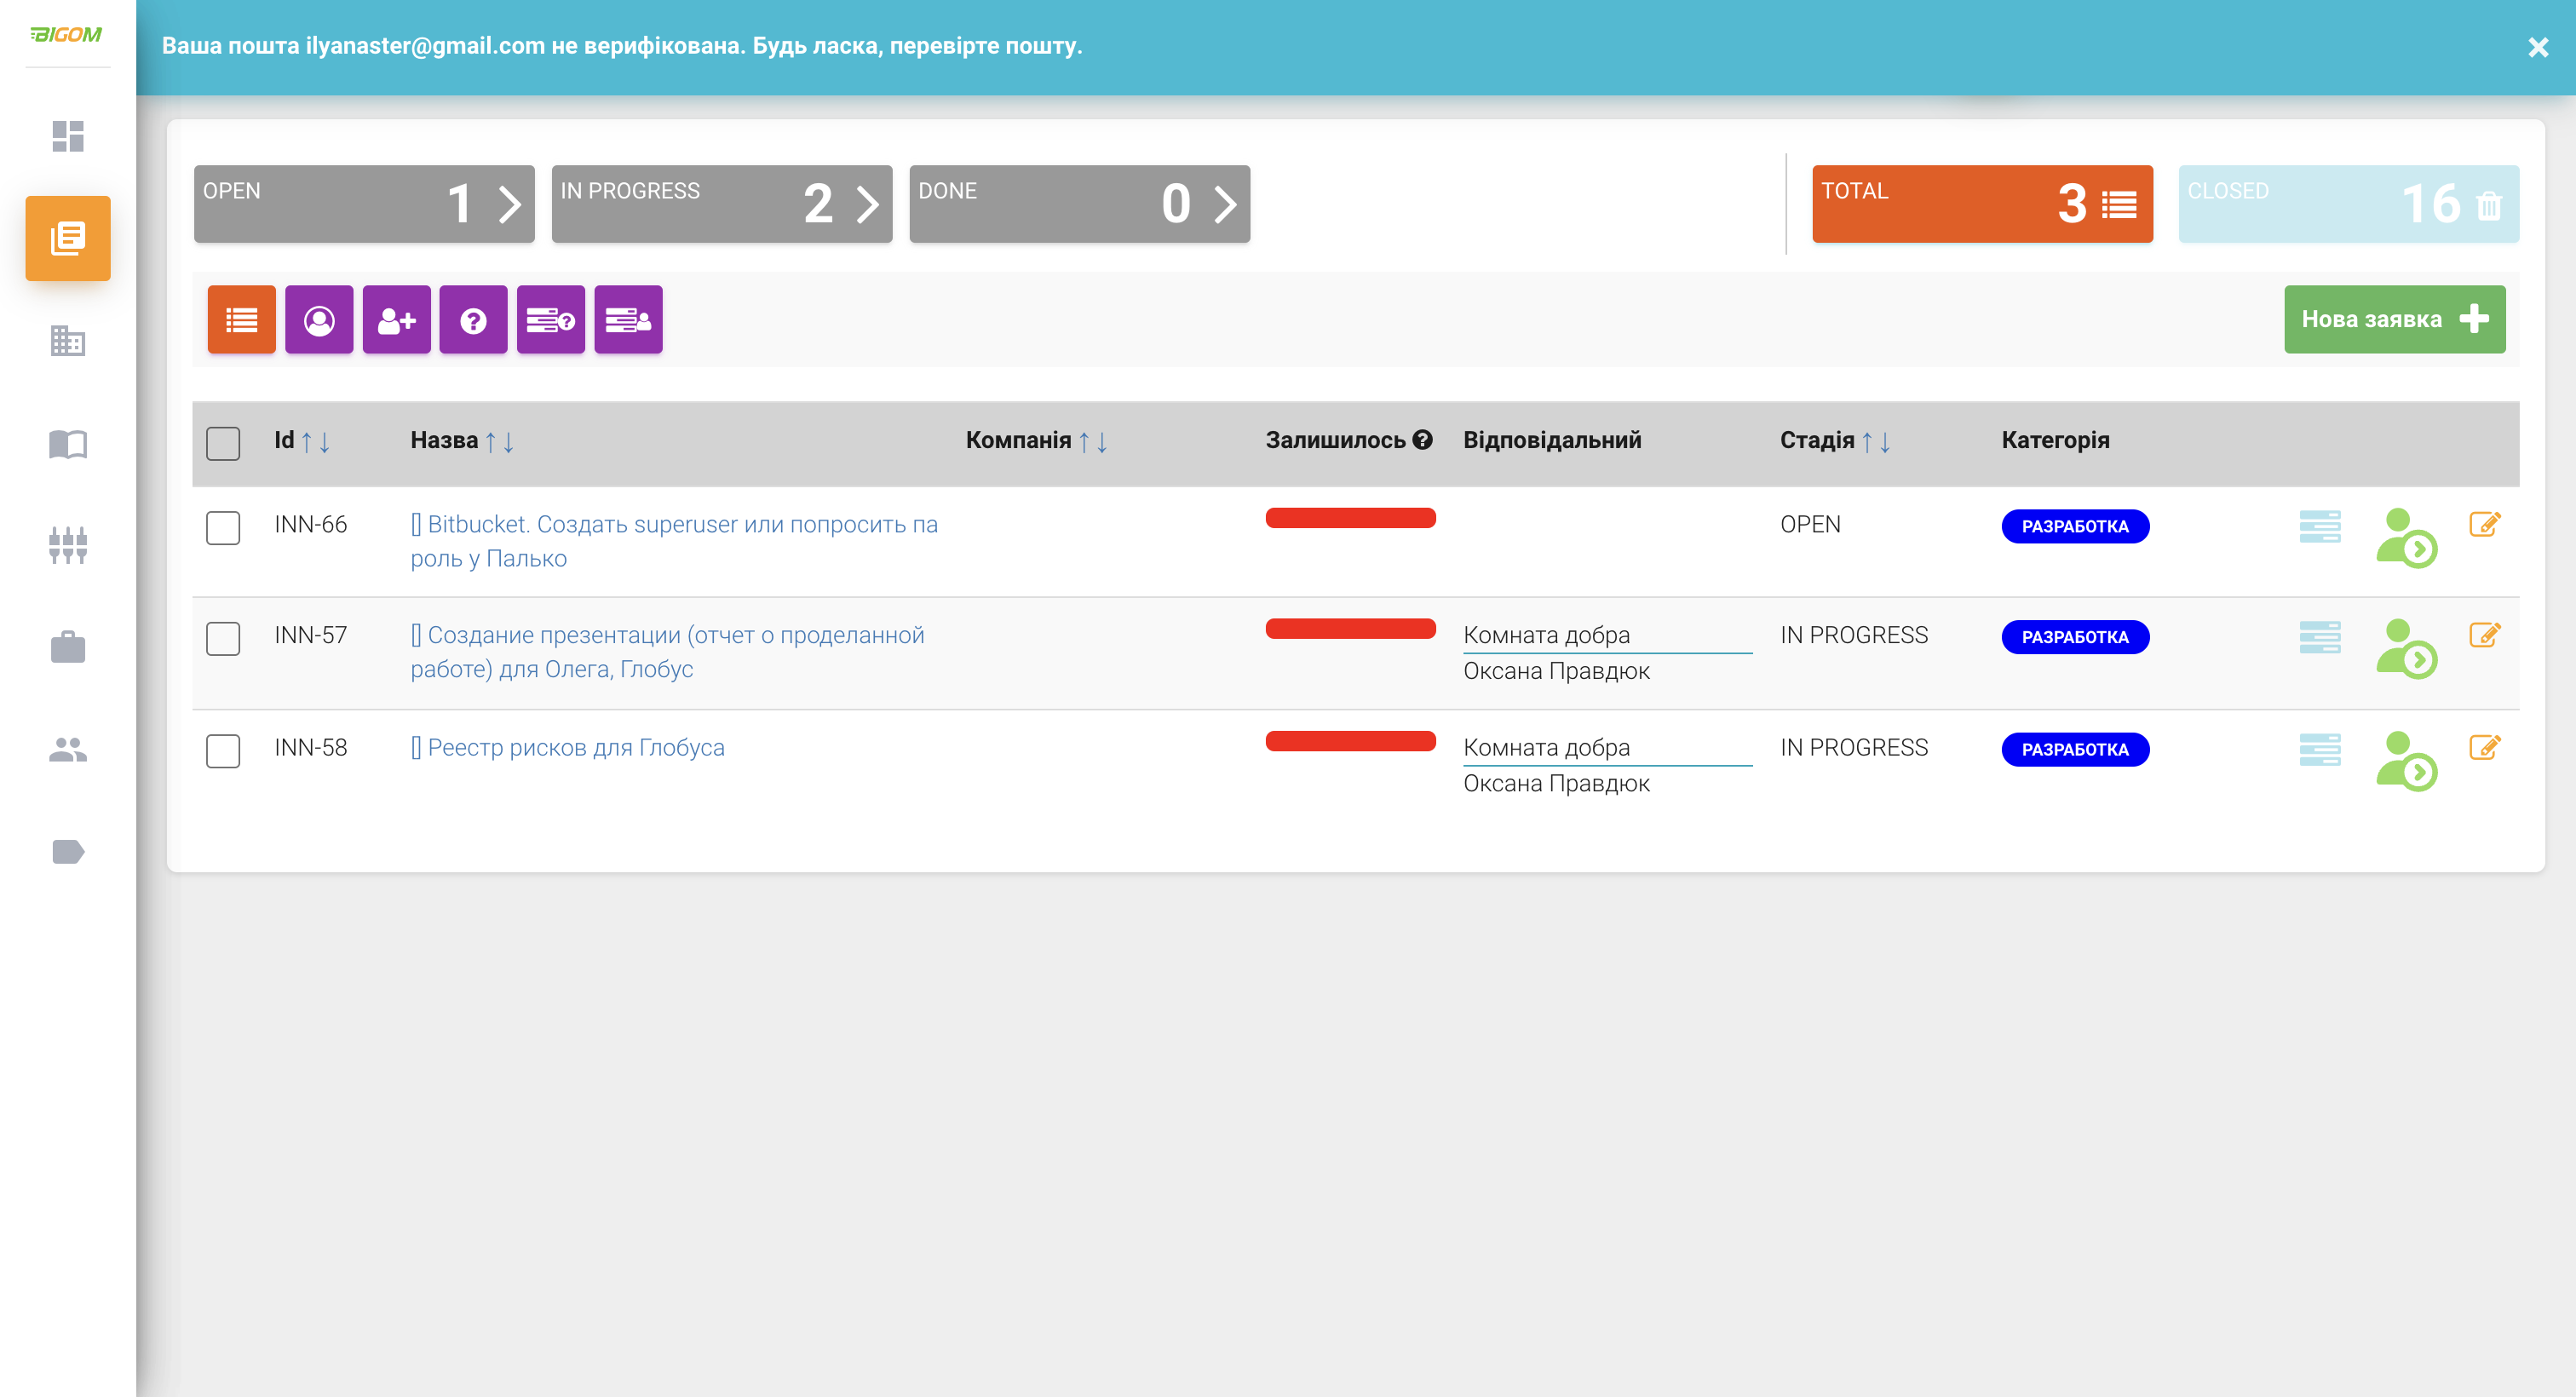 BIGOM
Ваша пошта ilyanaster@gmail.com не верифікована. Будь ласка, перевірте пошту.
OPEN 1
IN PROGRESS 2
DONE 0
TOTAL 3
CLOSED 16
Нова заявка
Id ↑↓ Назва ↑↓ Компанія ↑↓ Залишилось Відповідальний Стадія ↑↓ Категорія
INN-66 [] Bitbucket. Создать superuser или попросить па OPEN РАЗРАБОТКА
роль у Палько
INN-57 [] Создание презентации (отчет о проделанной Комната добра IN PROGRESS РАЗРАБОТКА
работе) для Олега, Глобус Оксана Правдюк
INN-58 [] Реестр рисков для Глобуса Комната добра IN PROGRESS РАЗРАБОТКА
Оксана Правдюк